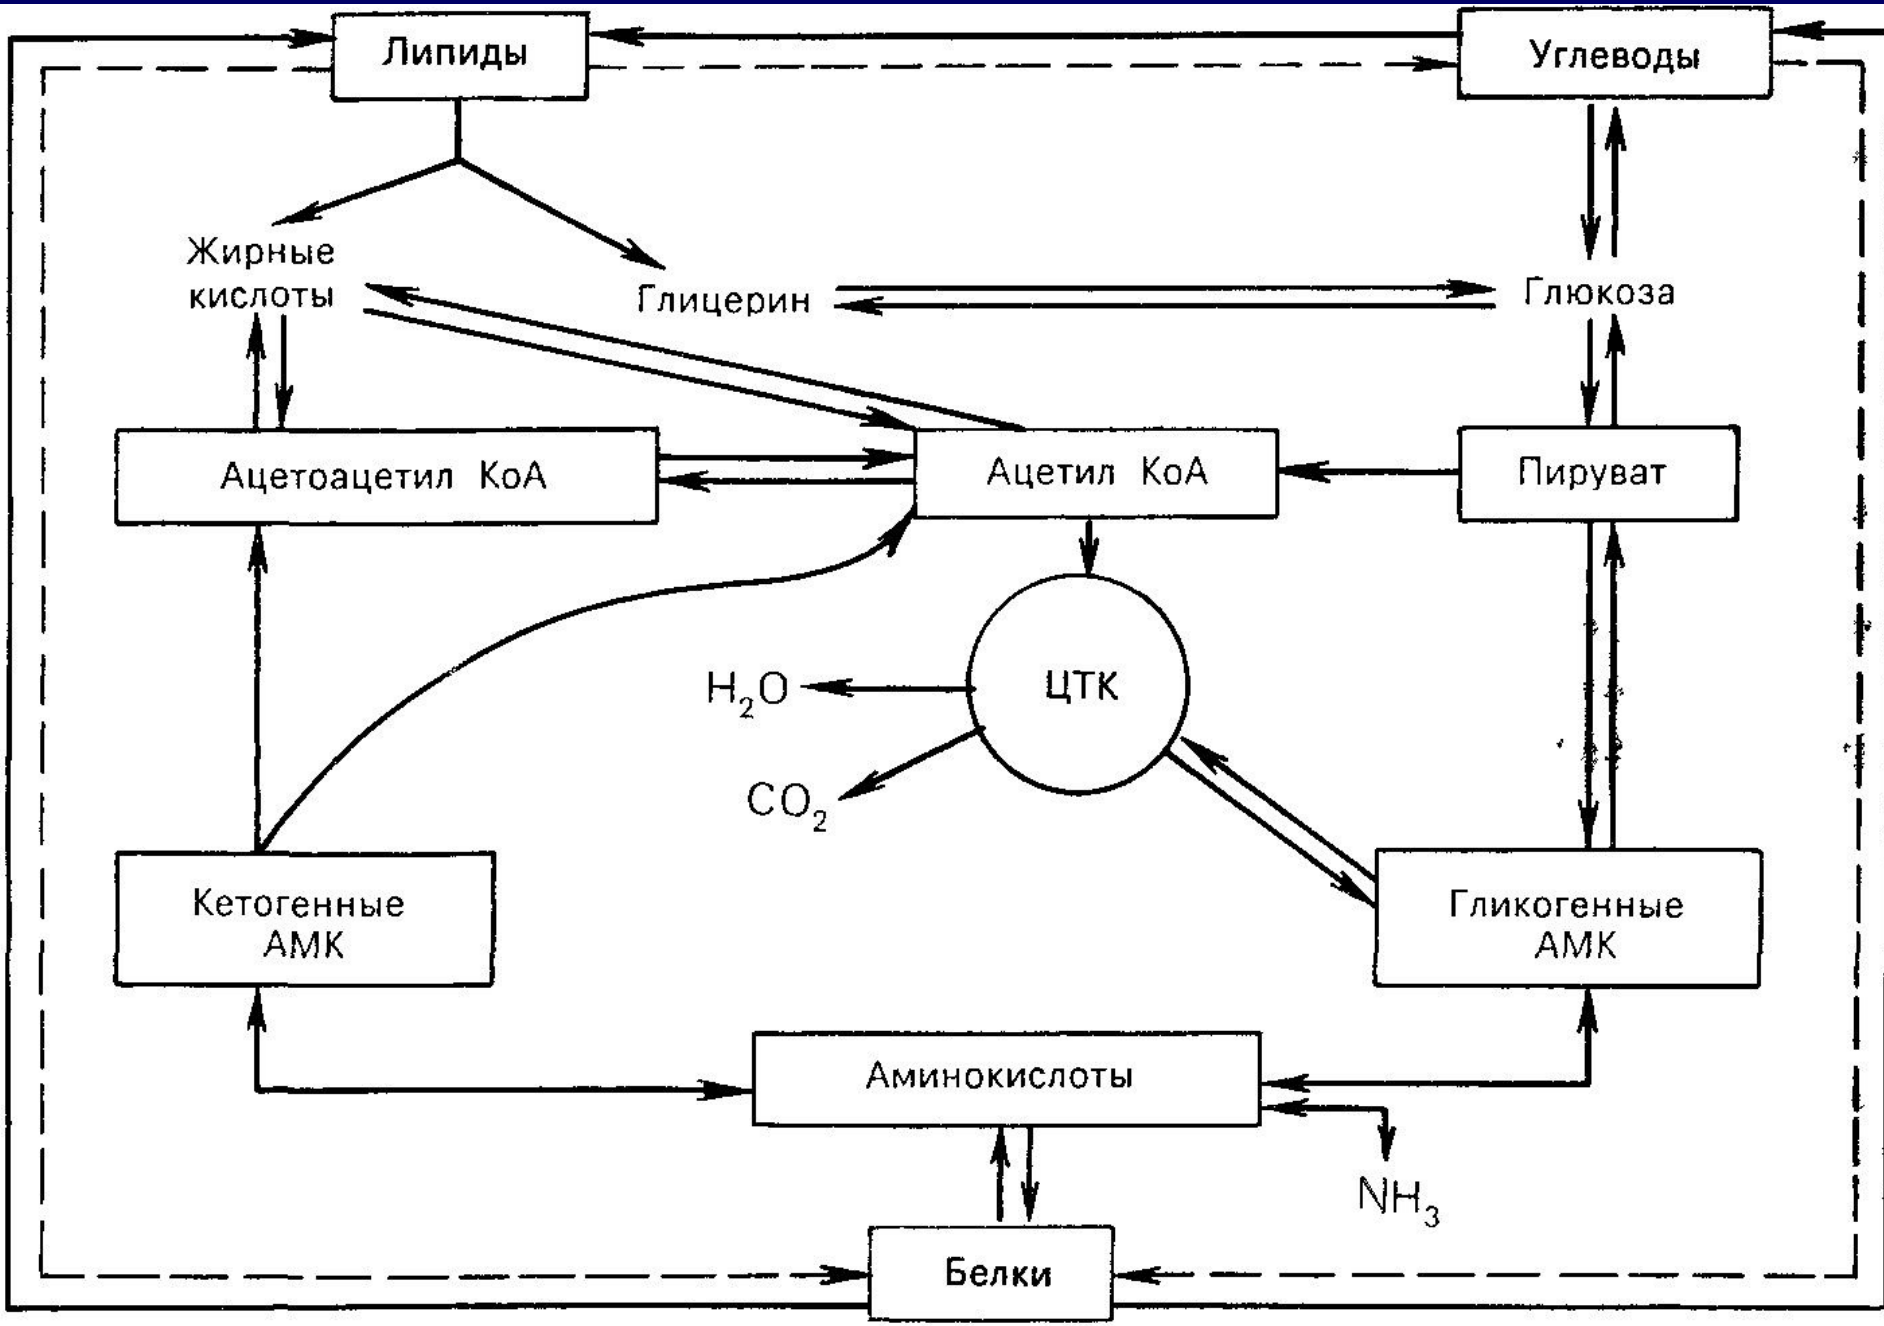 Липиды
Углеводы
Жирные
кислоты
Глицерин
Глюкоза
Ацетоацетил КоА
Ацетил КоА
Пируват
H₂O
ЦТК
CO₂
Кетогенные
АМК
Гликогенные
АМК
Аминокислоты
NH₃
Белки